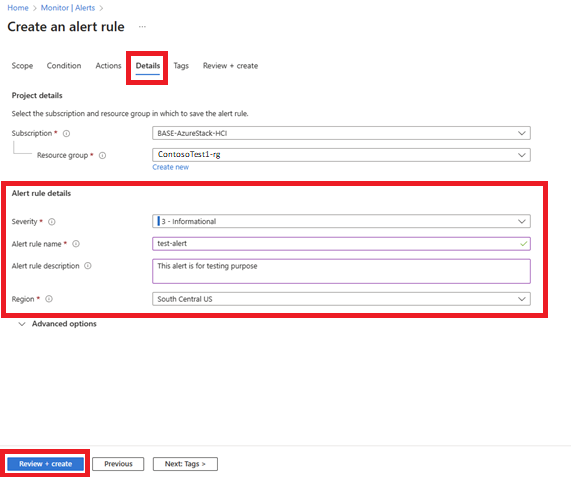 Home > Monitor | Alerts >
Create an alert rule ...
Scope Condition Actions Details Tags Review + create
Project details
Select the subscription and resource group in which to save the alert rule.
Subscription *
BASE-AzureStack-HCI
Resource group *
ContosoTest1-rg
Create new
Alert rule details
Severity *
3 - Informational
Alert rule name *
test-alert
Alert rule description
This alert is for testing purpose
Region *
South Central US
Advanced options
Review + create Previous Next: Tags >